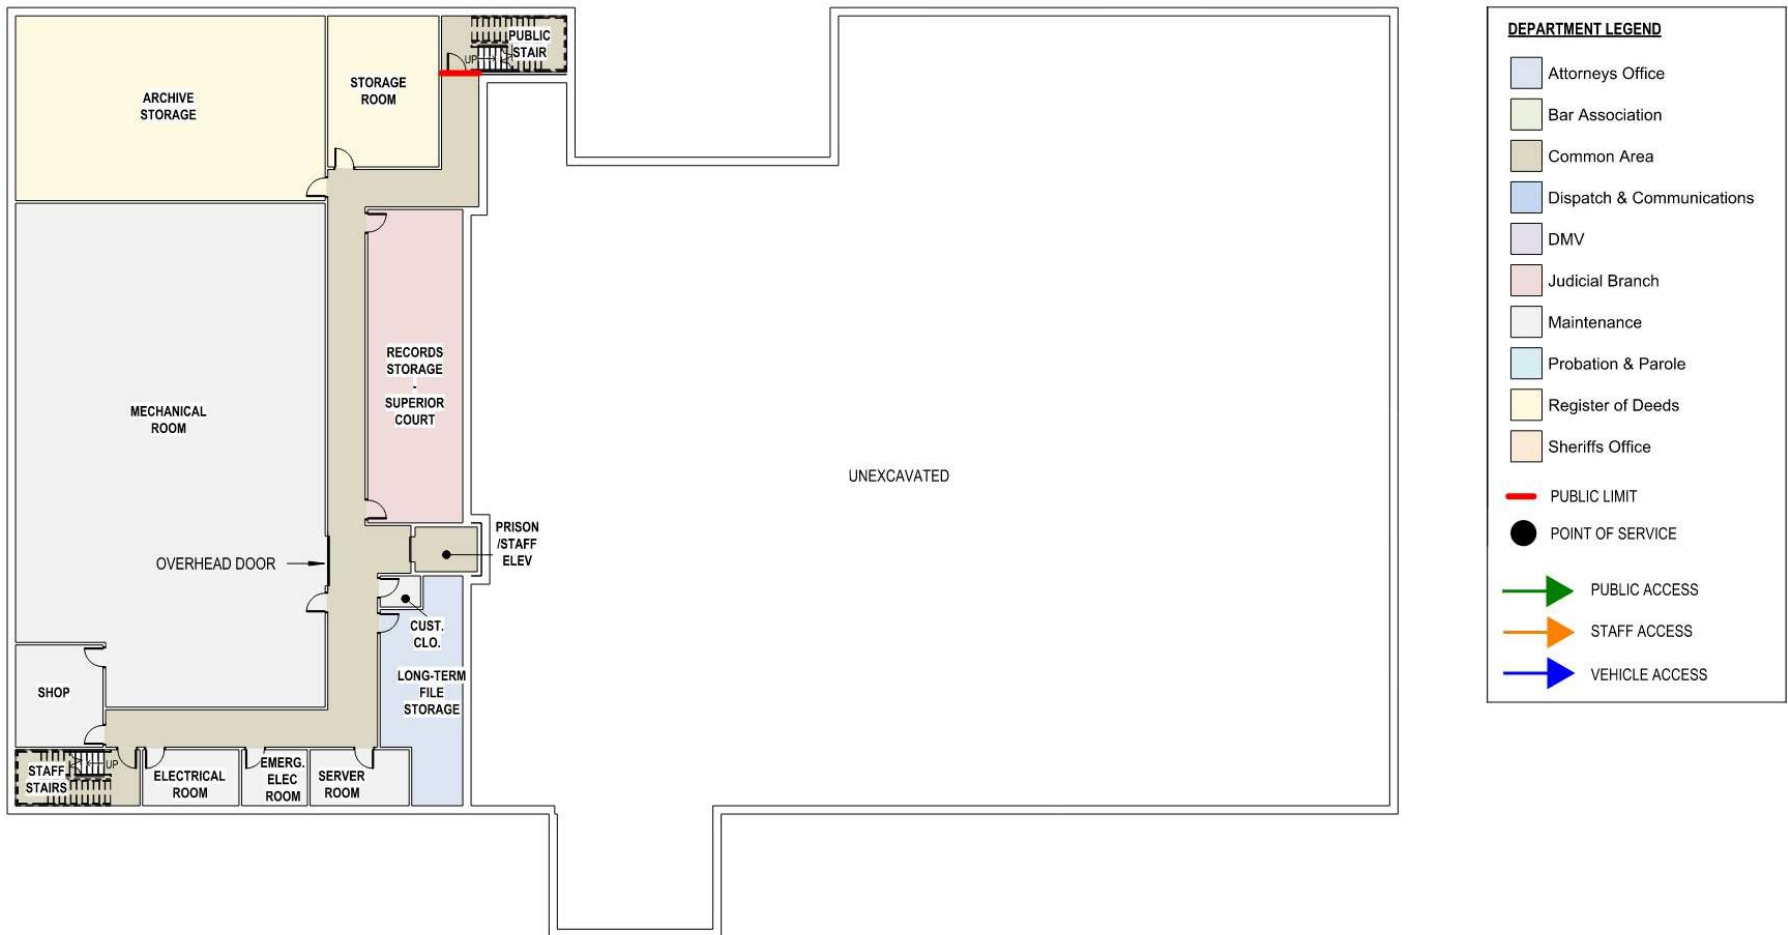 PUBLIC
STAIR
UP
STORAGE
ROOM
ARCHIVE
STORAGE
RECORDS
STORAGE
-
SUPERIOR
COURT
MECHANICAL
ROOM
UNEXCAVATED
PRISON
/STAFF
ELEV
OVERHEAD DOOR
CUST.
CLO.
LONG-TERM
FILE
STORAGE
SHOP
UP
STAFF
STAIRS
ELECTRICAL
ROOM
EMERG.
ELEC
ROOM
SERVER
ROOM
DEPARTMENT LEGEND
Attorneys Office
Bar Association
Common Area
Dispatch & Communications
DMV
Judicial Branch
Maintenance
Probation & Parole
Register of Deeds
Sheriffs Office
PUBLIC LIMIT
POINT OF SERVICE
PUBLIC ACCESS
STAFF ACCESS
VEHICLE ACCESS